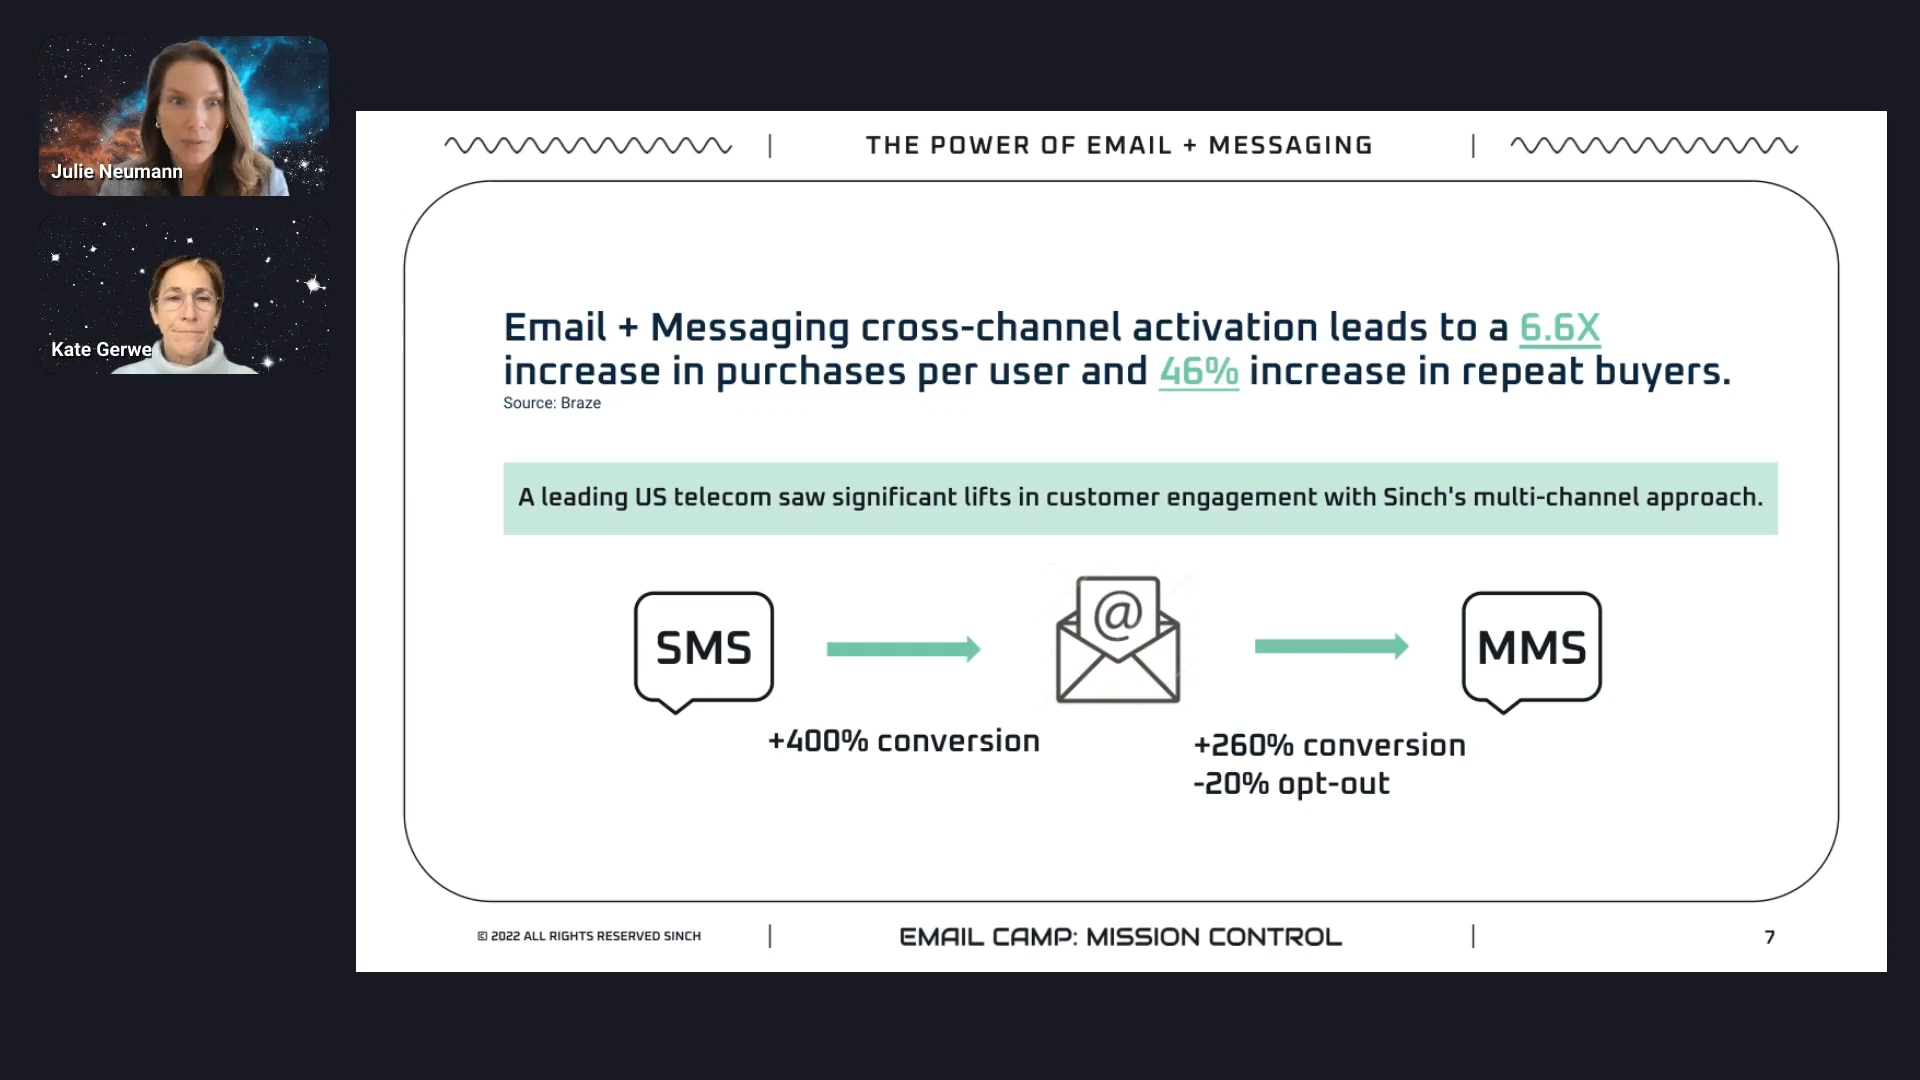 Julie Neumann
Kate Gerwe
THE POWER OF EMAIL + MESSAGING
Email + Messaging cross-channel activation leads to a 6.6X
increase in purchases per user and 46% increase in repeat buyers.
Source: Braze
A leading US telecom saw significant lifts in customer engagement with Sinch's multi-channel approach.
SMS
@
MMS
+400% conversion
+260% conversion
-20% opt-out
© 2022 ALL RIGHTS RESERVED SINCH
EMAIL CAMP: MISSION CONTROL
7